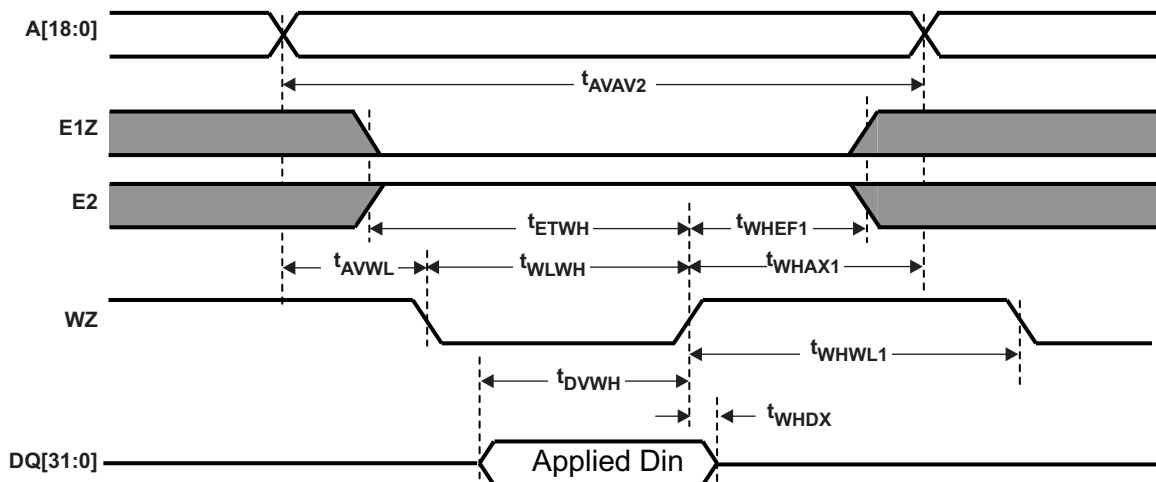 A[18:0]
tAVAV2
E1Z
E2
tETWH
tWHEF1
tAVWL
tWLWH
tWHAX1
WZ
tWHWL1
tDVWH
tWHDX
DQ[31:0]
Applied Din